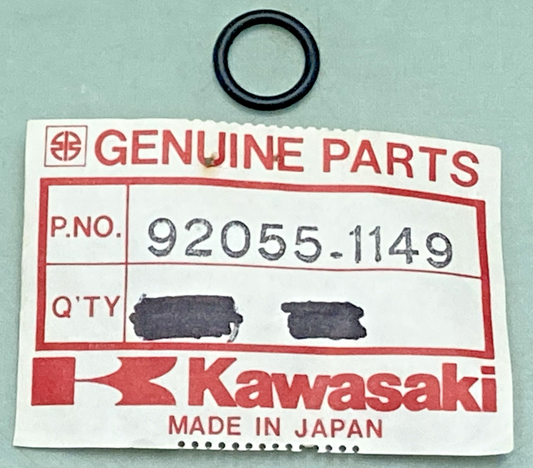 GENUINE PARTS
P.NO. 92055-1149
Q'TY
Kawasaki
MADE IN JAPAN